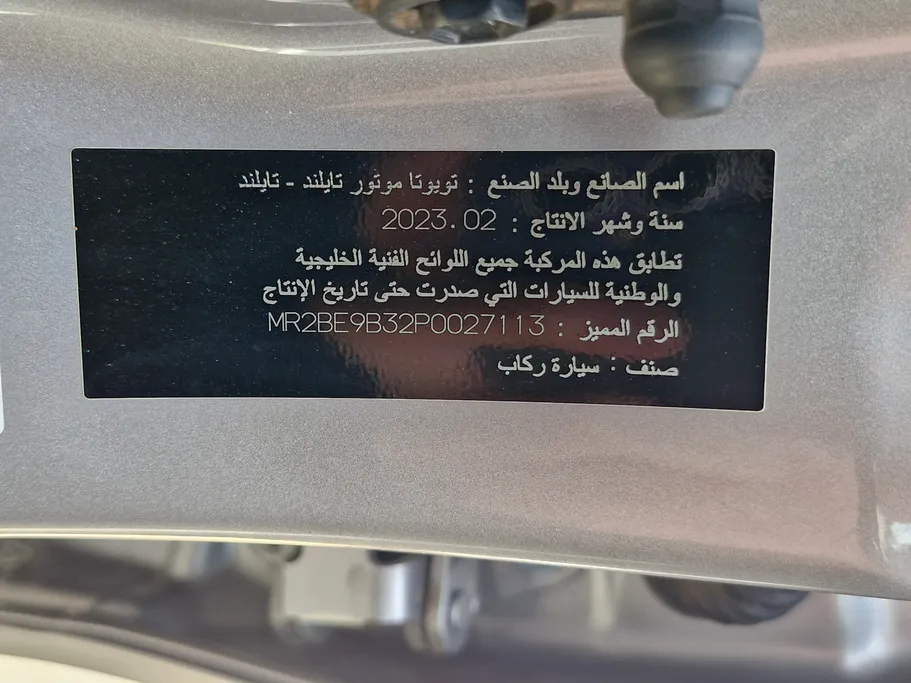 اسم الصانع وبلد الصنع : تويوتا موتور تايلند - تايلند
سنة وشهر الانتاج : 2023.02
تطابق هذه المركبة جميع اللوائح الفنية الخليجية
والوطنية للسيارات التي صدرت حتى تاريخ الإنتاج
الرقم المميز : MR2BE9B32P0027113
صنف : سيارة ركاب